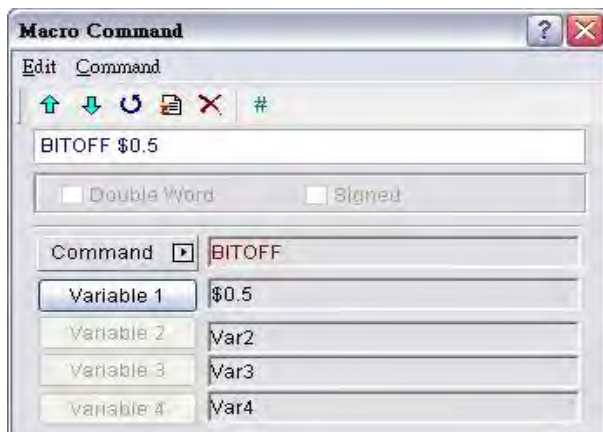 Macro Command
Edit Command
#
BITOFF $0.5
Double Word Signed
Command BITOFF
Variable 1 $0.5
Variable 2 Var2
Variable 3 Var3
Variable 4 Var4